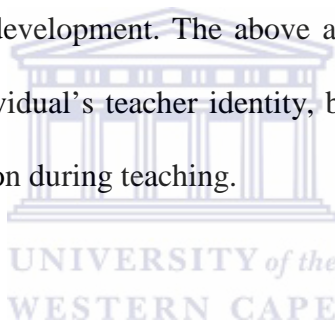 development. The above a
vidual's teacher identity, b
on during teaching.
UNIVERSITY of the
WESTERN CAPE